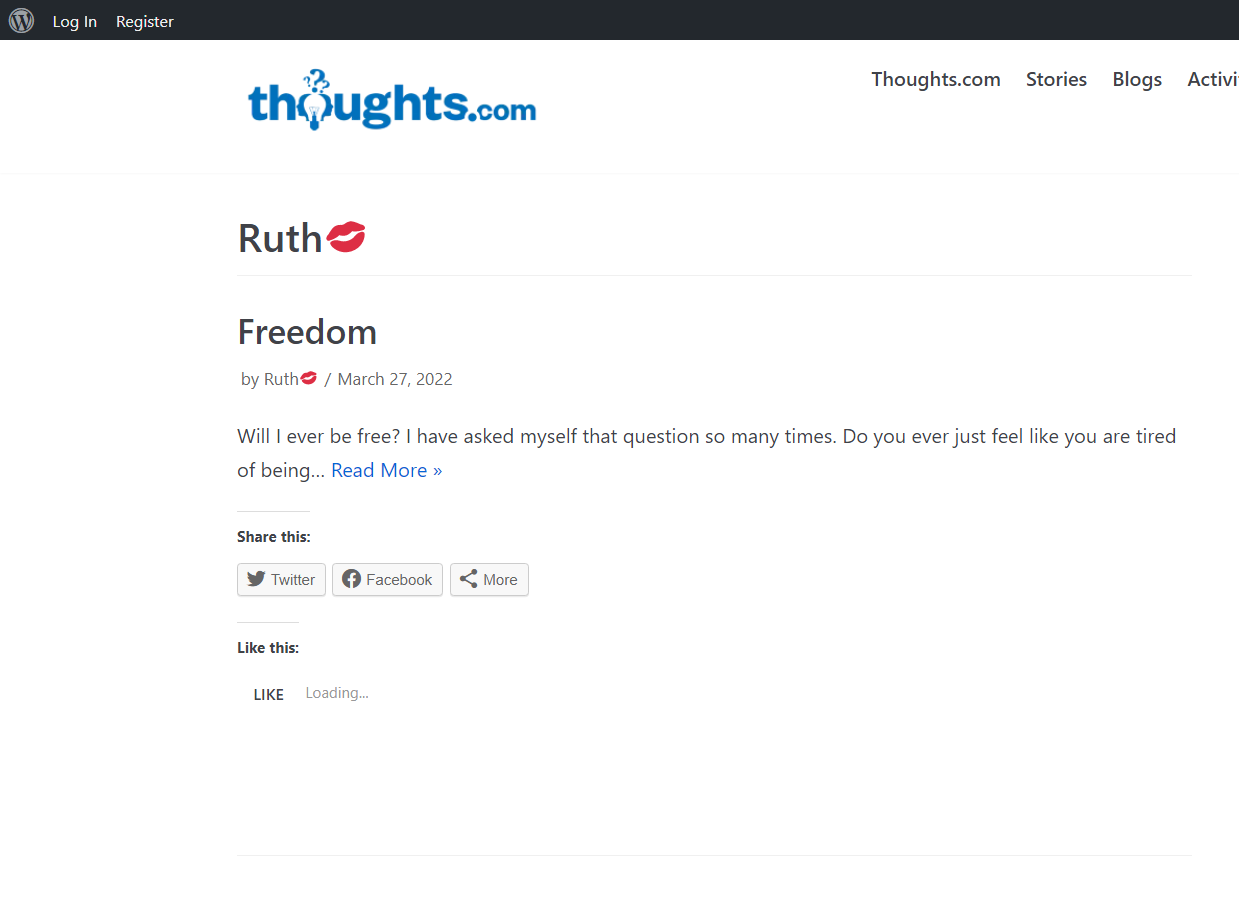 Log In Register
thoughts.com
Thoughts.com Stories Blogs Activi
Ruth💋
Freedom
by Ruth💋 / March 27, 2022
Will I ever be free? I have asked myself that question so many times. Do you ever just feel like you are tired
of being... Read More »
Share this:
Twitter Facebook More
Like this:
LIKE Loading...